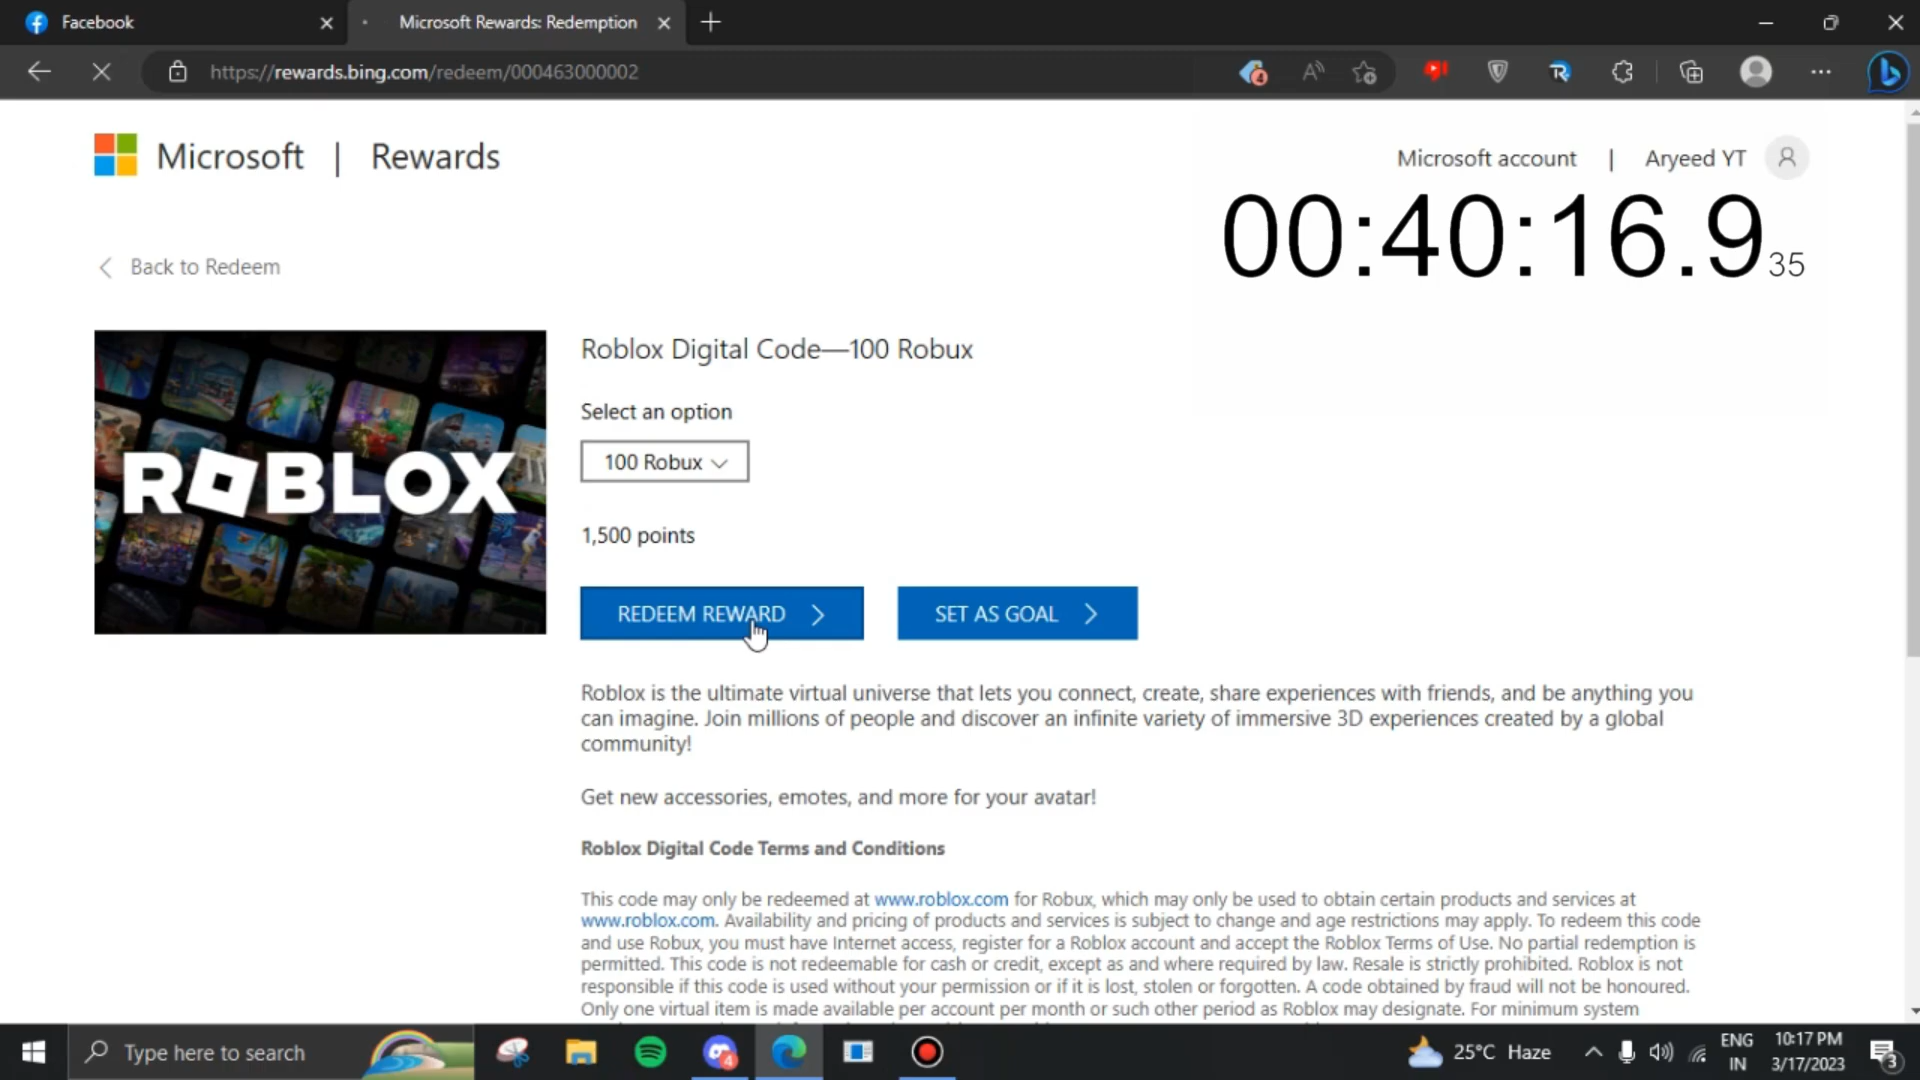 Facebook
Microsoft Rewards: Redemption
https://rewards.bing.com/redeem/000463000002
4
Microsoft | Rewards
Microsoft account | Aryeed YT
00:40:16.935
Back to Redeem
ROBLOX
Roblox Digital Code—100 Robux
Select an option
100 Robux
1,500 points
REDEEM REWARD
SET AS GOAL
Roblox is the ultimate virtual universe that lets you connect, create, share experiences with friends, and be anything you
can imagine. Join millions of people and discover an infinite variety of immersive 3D experiences created by a global
community!
Get new accessories, emotes, and more for your avatar!
Roblox Digital Code Terms and Conditions
This code may only be redeemed at www.roblox.com for Robux, which may only be used to obtain certain products and services at
www.roblox.com. Availability and pricing of products and services is subject to change and age restrictions may apply. To redeem this code
and use Robux, you must have Internet access, register for a Roblox account and accept the Roblox Terms of Use. No partial redemption is
permitted. This code is not redeemable for cash or credit, except as and where required by law. Resale is strictly prohibited. Roblox is not
responsible if this code is used without your permission or if it is lost, stolen or forgotten. A code obtained by fraud will not be honoured.
Only one virtual item is made available per account per month or such other period as Roblox may designate. For minimum system
Type here to search
4
25°C Haze
ENG
IN
10:17 PM
3/17/2023
3